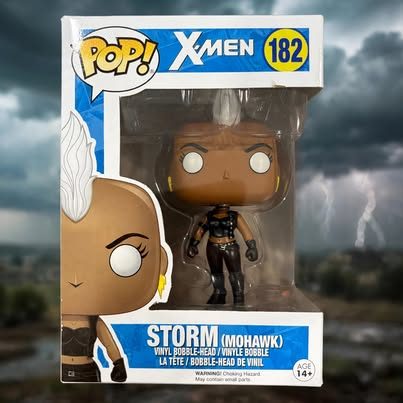 POP!
X-MEN
182
STORM (MOHAWK)
VINYL BOBBLE-HEAD / VINYLE BOBBLE
LA TÊTE / BOBBLE-HEAD DE VINIL
WARNING: Choking Hazard.
May contain small parts.
AGE
14+